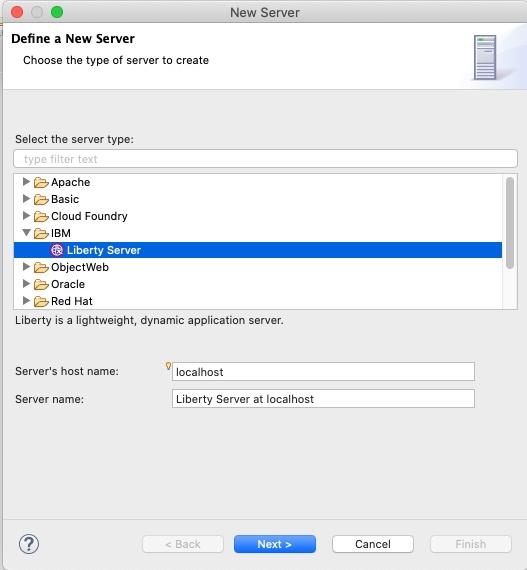 New Server
Define a New Server
Choose the type of server to create
Select the server type:
type filter text
Apache
Basic
Cloud Foundry
IBM
Liberty Server
ObjectWeb
Oracle
Red Hat
Liberty is a lightweight, dynamic application server.
Server's host name: localhost
Server name: Liberty Server at localhost
? < Back Next > Cancel Finish